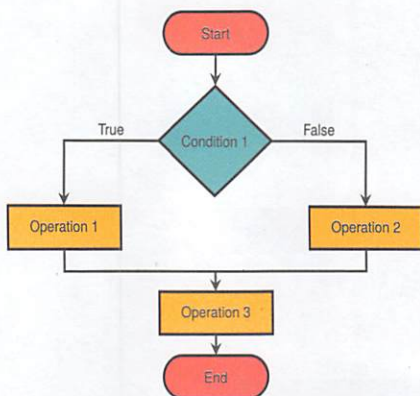 Start
Condition 1
True
False
Operation 1
Operation 2
Operation 3
End